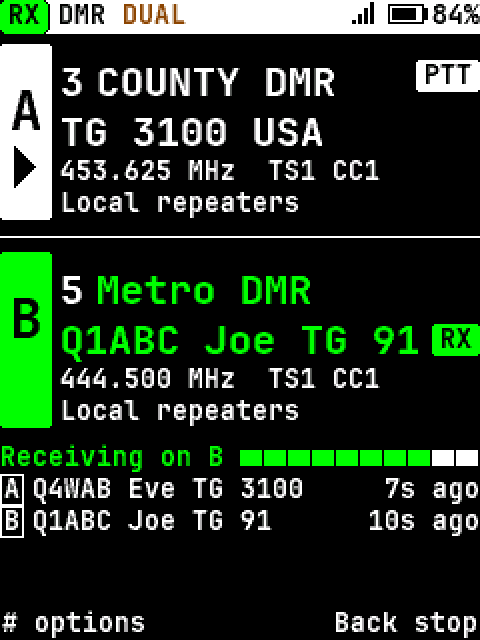 RX DMR DUAL 84%
A 3 COUNTY DMR PTT
TG 3100 USA
453.625 MHz TS1 CC1
Local repeaters
B 5 Metro DMR
Q1ABC Joe TG 91 RX
444.500 MHz TS1 CC1
Local repeaters
Receiving on B
A Q4WAB Eve TG 3100 7s ago
B Q1ABC Joe TG 91 10s ago
# options Back stop